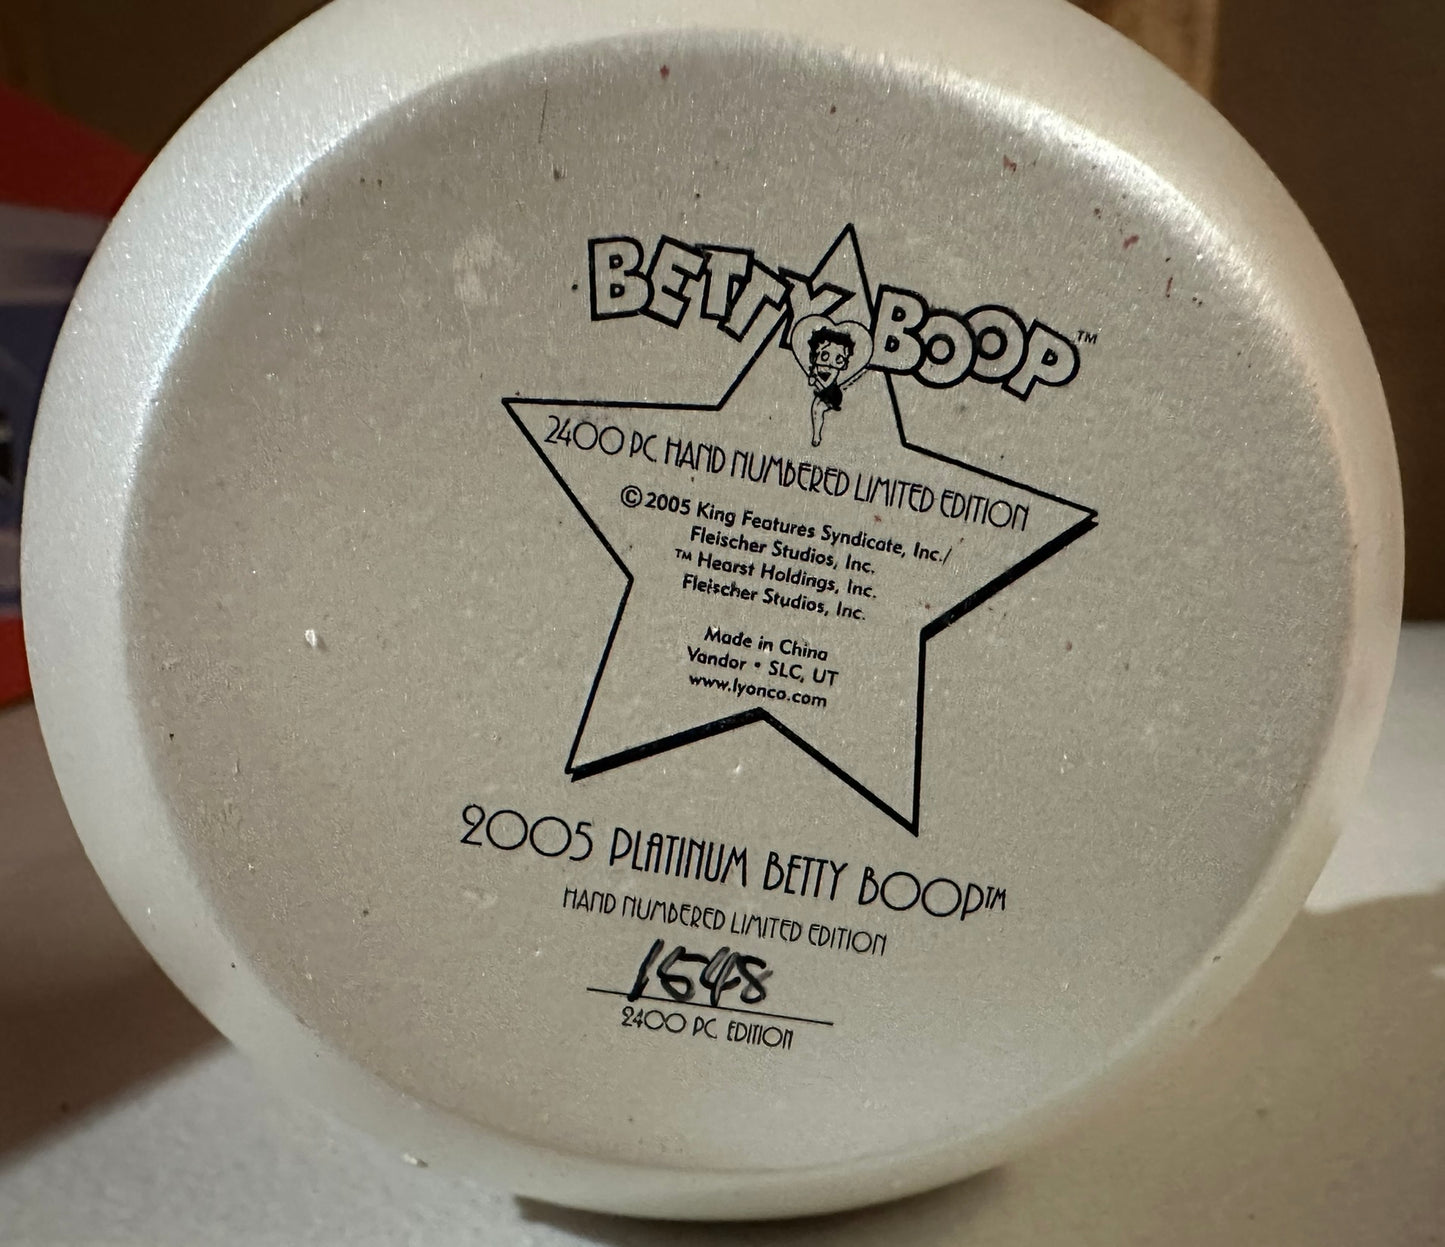 BETTY BOOP™
2400 PC HAND NUMBERED LIMITED EDITION
©2005 King Features Syndicate, Inc./
Fleischer Studios, Inc.
™ Hearst Holdings, Inc.
Fleischer Studios, Inc.
Made in China
Vandor • SLC, UT
www.lyonco.com
2005 PLATINUM BETTY BOOP™
HAND NUMBERED LIMITED EDITION
1548
2400 PC EDITION